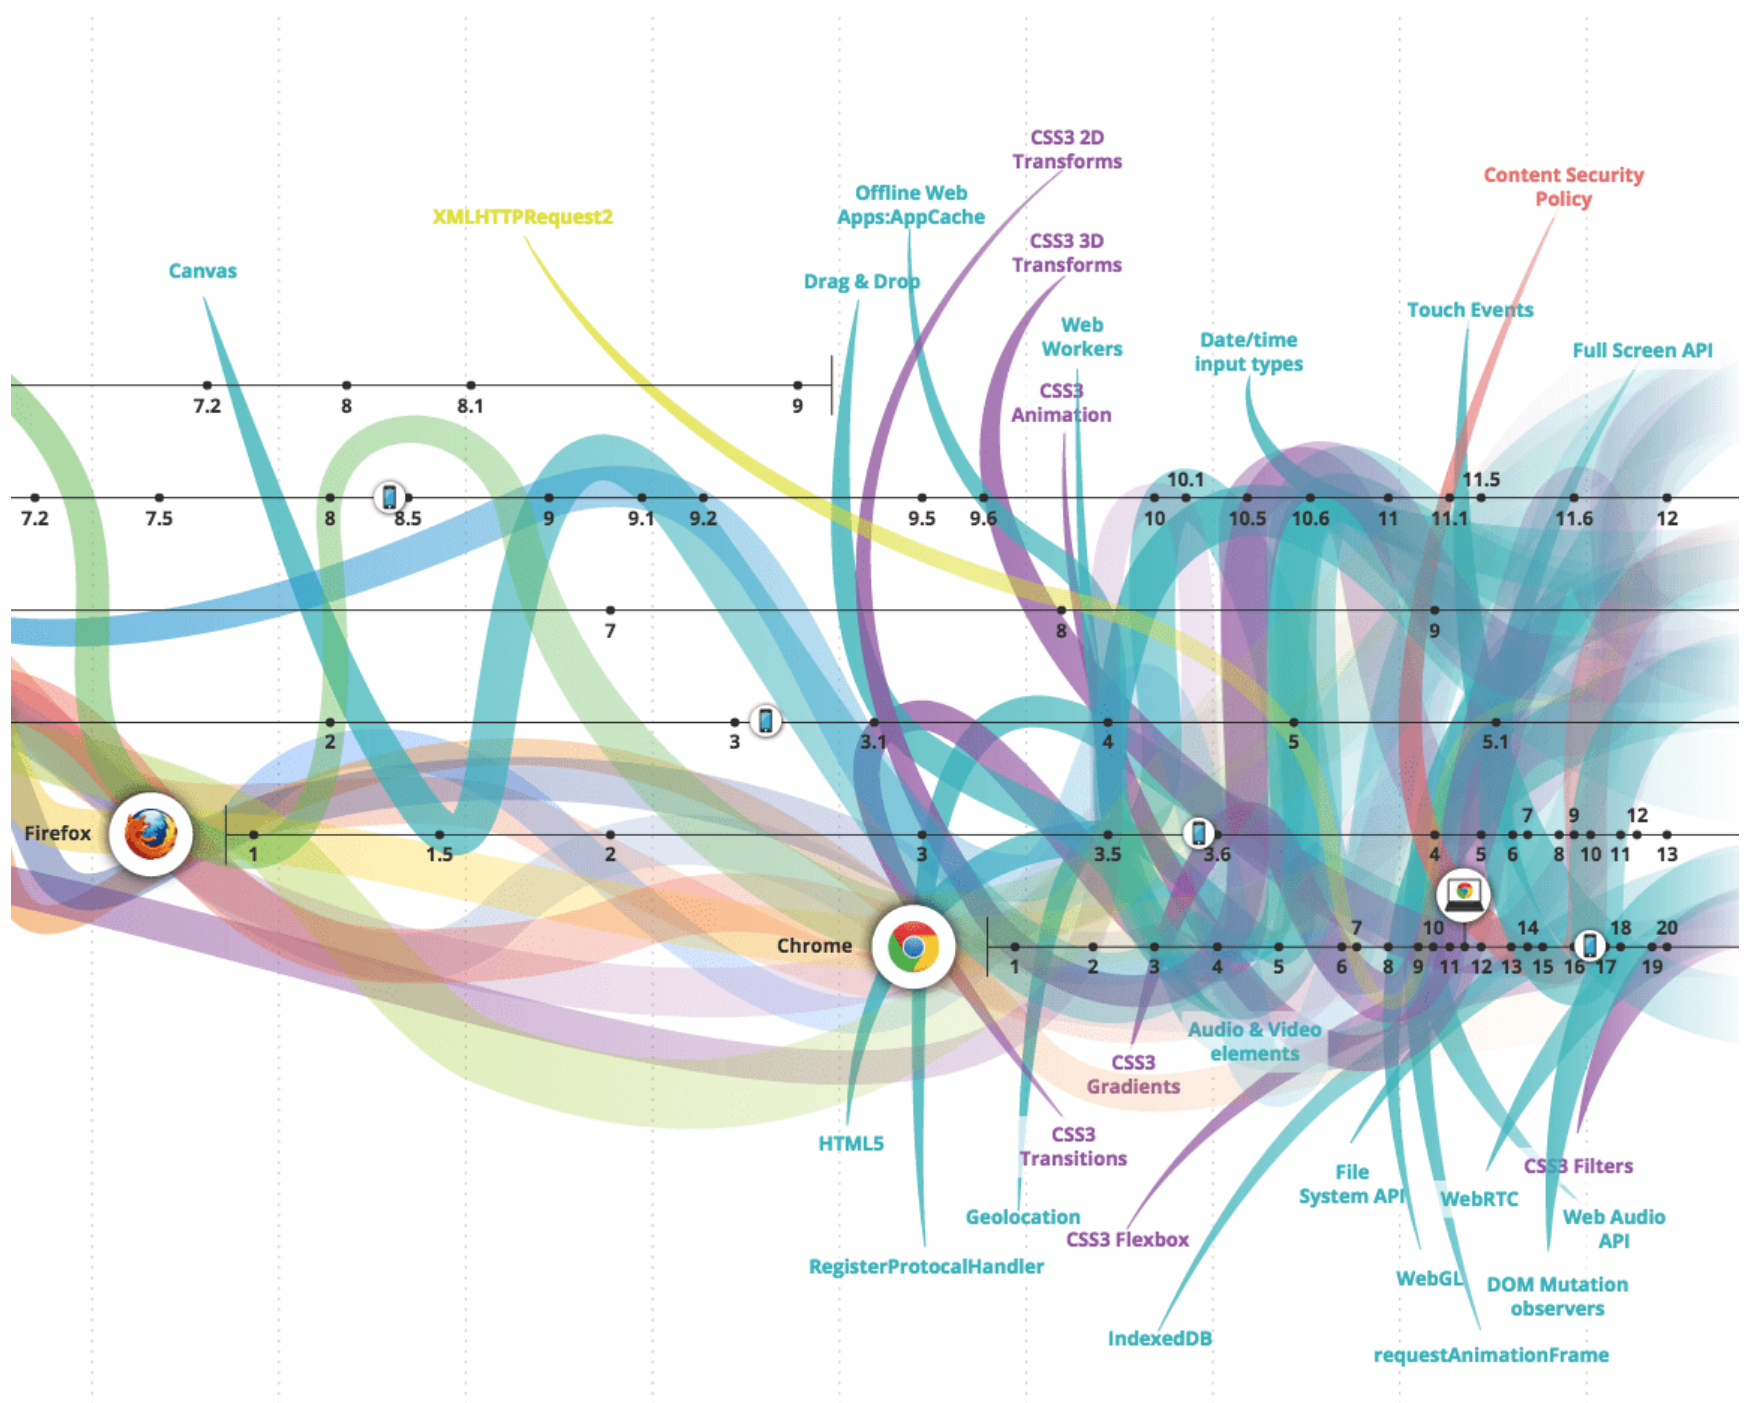 CSS3 2D
Transforms
Content Security
Policy
Offline Web
Apps:AppCache
XMLHTTPRequest2
CSS3 3D
Transforms
Canvas
Drag & Drop
Touch Events
Web
Workers
Date/time
input types
Full Screen API
CSS3
Animation
7.2 8 8.1 9
10.1 11.5
7.2 7.5 8 8.5 9 9.1 9.2 9.5 9.6 10 10.5 10.6 11 11.1 11.6 12
7 8 9
2 3 3.1 4 5 5.1
7 9 12
Firefox
1 1.5 2 3 3.5 3.6 4 5 6 8 10 11 13
7 10 14 18 20
Chrome
1 2 3 4 5 6 8 9 11 12 13 15 16 17 19
Audio & Video
elements
CSS3
Gradients
HTML5
CSS3
Transitions
CSS3 Filters
File
System API
WebRTC
Geolocation
Web Audio
API
CSS3 Flexbox
RegisterProtocalHandler
WebGL
DOM Mutation
observers
IndexedDB
requestAnimationFrame